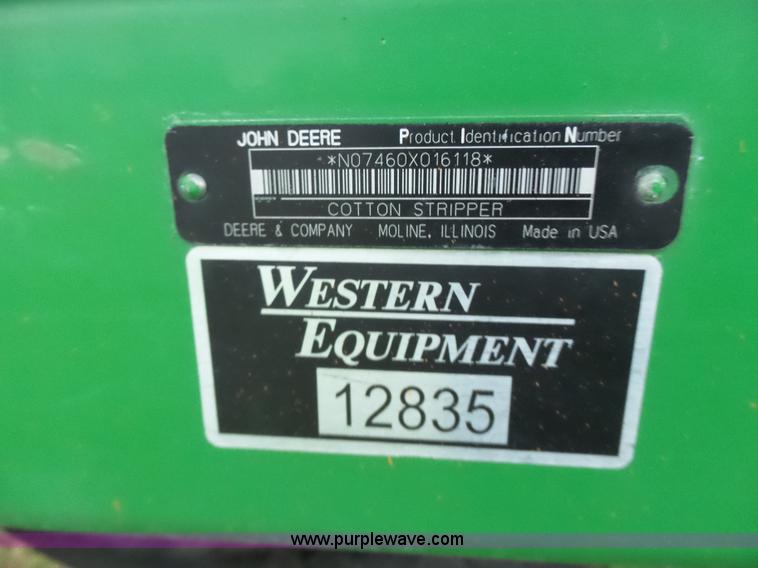 JOHN DEERE Product Identification Number
*N07460X016118*
COTTON STRIPPER
DEERE & COMPANY MOLINE, ILLINOIS Made in USA
WESTERN
EQUIPMENT
12835
www.purplewave.com